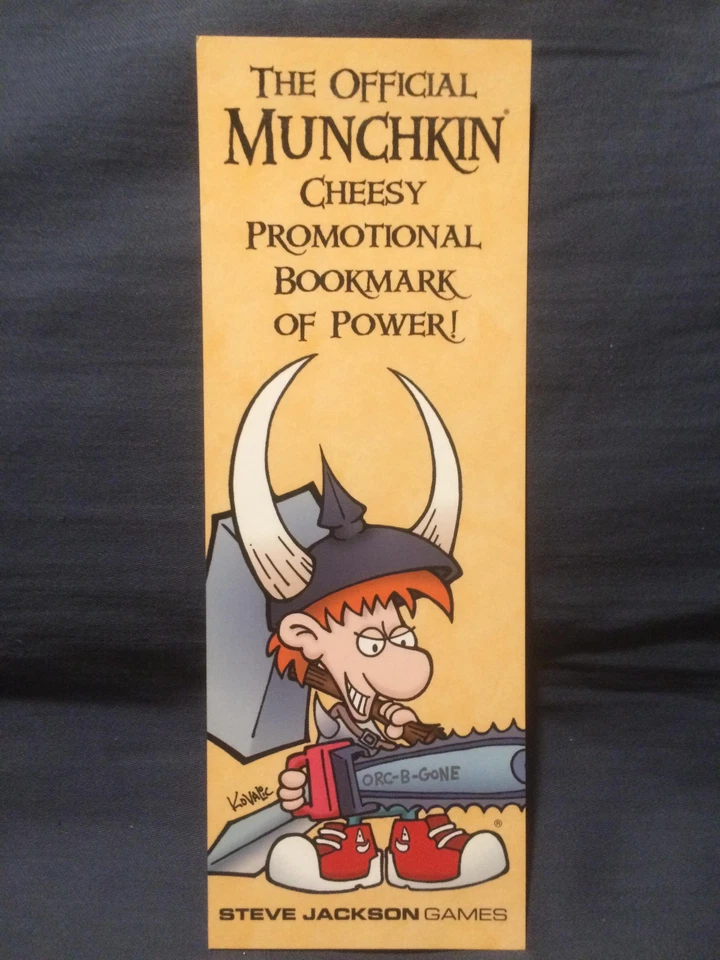 THE OFFICIAL
MUNCHKIN®
CHEESY
PROMOTIONAL
BOOKMARK
OF POWER!
ORC-B-GONE
KOVALIC
®
STEVE JACKSON GAMES